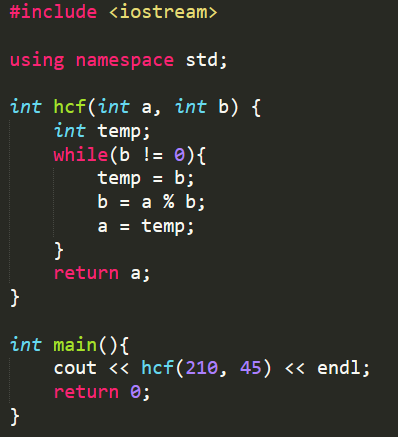 #include <iostream>
using namespace std;
int hcf(int a, int b) {
    int temp;
    while(b != 0){
        temp = b;
        b = a % b;
        a = temp;
    }
    return a;
}
int main(){
    cout << hcf(210, 45) << endl;
    return 0;
}